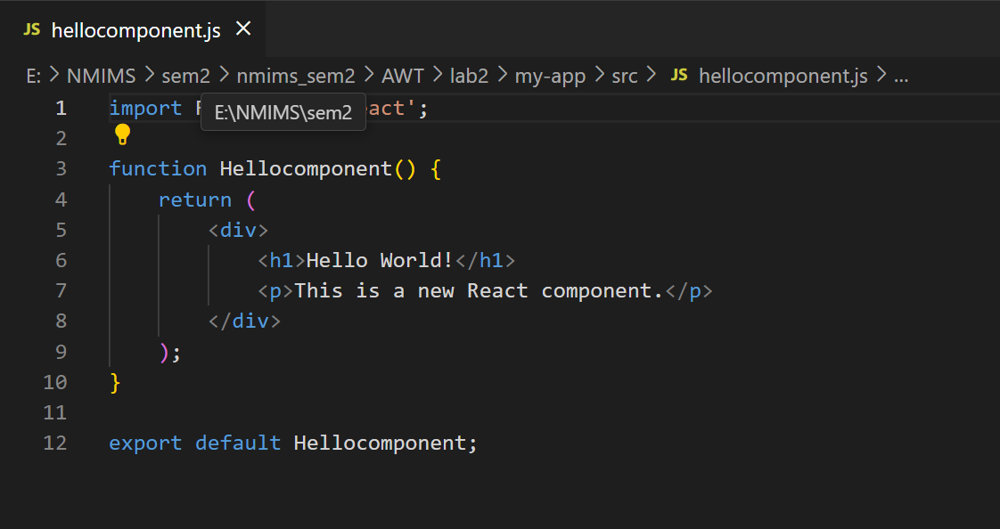 JS hellocomponent.js ×
E: > NMIMS > sem2 > nmims_sem2 > AWT > lab2 > my-app > src > JS hellocomponent.js > ...
1 import act';
E:\NMIMS\sem2
2
3 function Hellocomponent() {
4 return (
5 <div>
6 <h1>Hello World!</h1>
7 <p>This is a new React component.</p>
8 </div>
9 );
10 }
11
12 export default Hellocomponent;